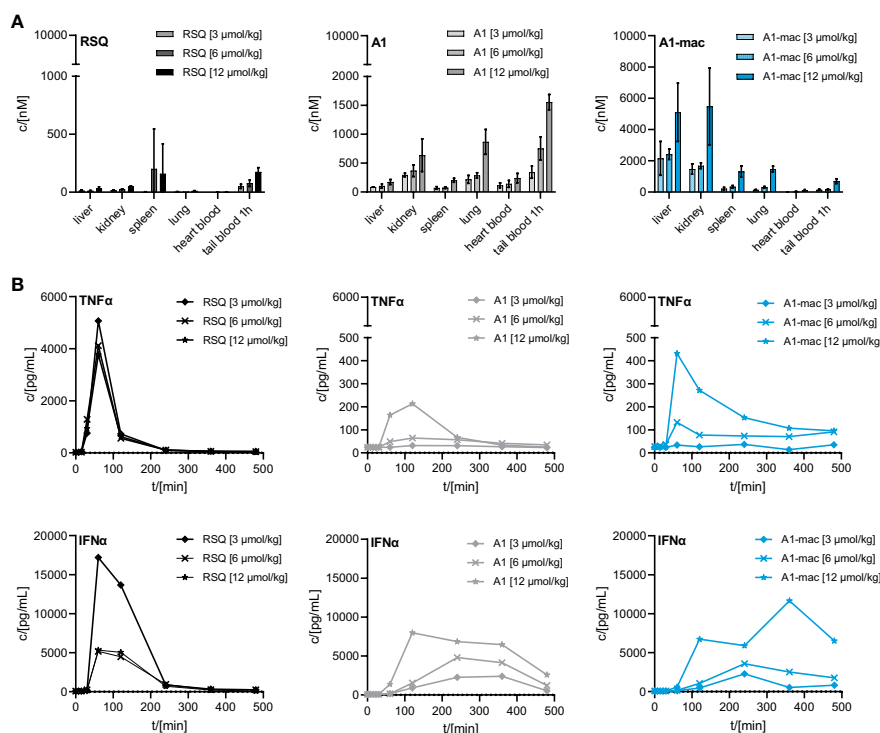 A
RSQ
RSQ [3 µmol/kg]
RSQ [6 µmol/kg]
RSQ [12 µmol/kg]
c/[nM]
10000
1000
500
0
liver
kidney
spleen
lung
heart blood
tail blood 1h
A1
A1 [3 µmol/kg]
A1 [6 µmol/kg]
A1 [12 µmol/kg]
c/[nM]
10000
2000
1500
1000
500
0
liver
kidney
spleen
lung
heart blood
tail blood 1h
A1-mac
A1-mac [3 µmol/kg]
A1-mac [6 µmol/kg]
A1-mac [12 µmol/kg]
c/[nM]
10000
8000
6000
4000
2000
0
liver
kidney
spleen
lung
heart blood
tail blood 1h
B
TNFα
RSQ [3 µmol/kg]
RSQ [6 µmol/kg]
RSQ [12 µmol/kg]
c/[pg/mL]
6000
4000
2000
0
0 100 200 300 400 500
t/[min]
TNFα
A1 [3 µmol/kg]
A1 [6 µmol/kg]
A1 [12 µmol/kg]
c/[pg/mL]
6000
500
400
300
200
100
0
0 100 200 300 400 500
t/[min]
TNFα
A1-mac [3 µmol/kg]
A1-mac [6 µmol/kg]
A1-mac [12 µmol/kg]
c/[pg/mL]
6000
500
400
300
200
100
0
0 100 200 300 400 500
t/[min]
IFNα
RSQ [3 µmol/kg]
RSQ [6 µmol/kg]
RSQ [12 µmol/kg]
c/[pg/mL]
20000
15000
10000
5000
0
0 100 200 300 400 500
t/[min]
IFNα
A1 [3 µmol/kg]
A1 [6 µmol/kg]
A1 [12 µmol/kg]
c/[pg/mL]
20000
15000
10000
5000
0
0 100 200 300 400 500
t/[min]
IFNα
A1-mac [3 µmol/kg]
A1-mac [6 µmol/kg]
A1-mac [12 µmol/kg]
c/[pg/mL]
20000
15000
10000
5000
0
0 100 200 300 400 500
t/[min]